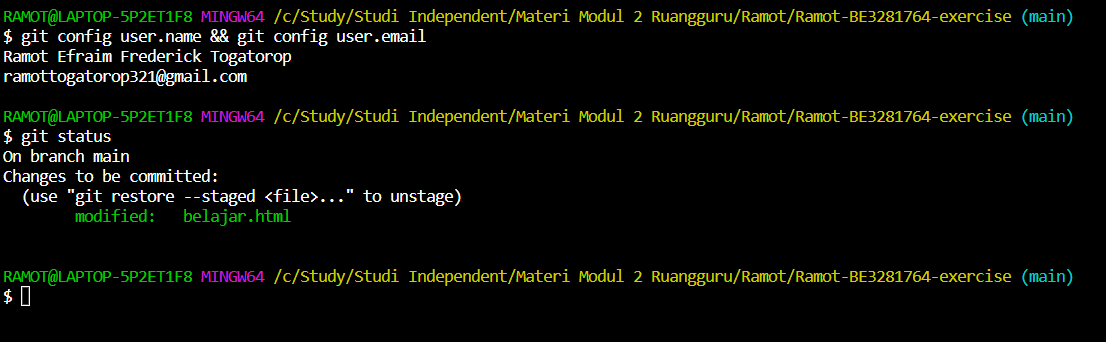 RAMOT@LAPTOP-5P2ET1F8 MINGW64 /c/Study/Studi Independent/Materi Modul 2 Ruangguru/Ramot/Ramot-BE3281764-exercise (main)
$ git config user.name && git config user.email
Ramot Efraim Frederick Togatorop
ramottogatorop321@gmail.com
RAMOT@LAPTOP-5P2ET1F8 MINGW64 /c/Study/Studi Independent/Materi Modul 2 Ruangguru/Ramot/Ramot-BE3281764-exercise (main)
$ git status
On branch main
Changes to be committed:
  (use "git restore --staged <file>..." to unstage)
        modified:   belajar.html
RAMOT@LAPTOP-5P2ET1F8 MINGW64 /c/Study/Studi Independent/Materi Modul 2 Ruangguru/Ramot/Ramot-BE3281764-exercise (main)
$